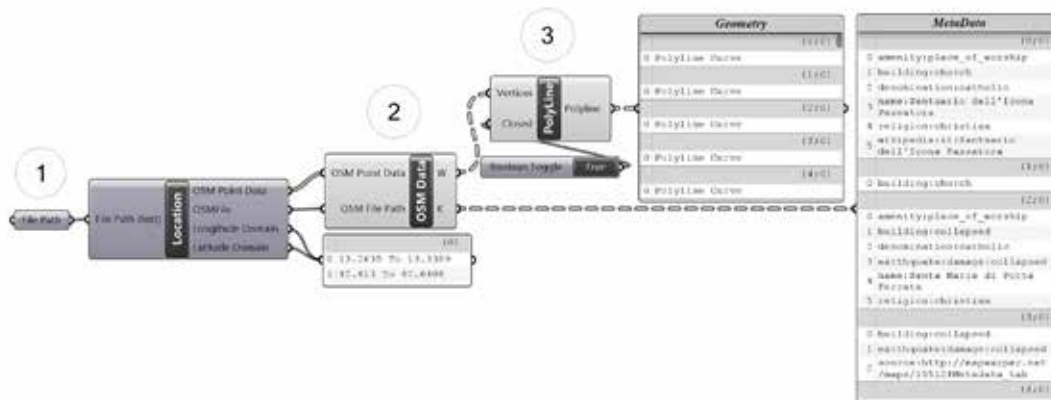 1
2
3
File Path
File Path (text)
Location
OSM Point Data
OSM File
Longitude Domain
Latitude Domain
OSM Point Data
OSM File Path
OSM Data
W
K
{0}
Vertices
Closed
PolyLine
Polyline
Boolean Toggle
True
Geometry
{0;0}
0 Polyline Curve
{1;0}
0 Polyline Curve
{2;0}
0 Polyline Curve
{3;0}
0 Polyline Curve
{4;0}
0 Polyline Curve
MetaData
{0;0}
0 amenity:place_of_worship
1 building:church
2 denomination:catholic
3 name:Santuario dell'Icona Passatora
4 religion:christian
5 wikipedia:it:Santuario dell'Icona Passatora
{1;0}
0 building:church
{2;0}
0 amenity:place_of_worship
1 building:collapsed
2 denomination:catholic
3 earthquake:damage:collapsed
4 name:Santa Maria di Porta Ferrata
5 religion:christian
{3;0}
0 building:collapsed
1 earthquake:damage:collapsed
2 source:http://mapwarper.net
{4;0}